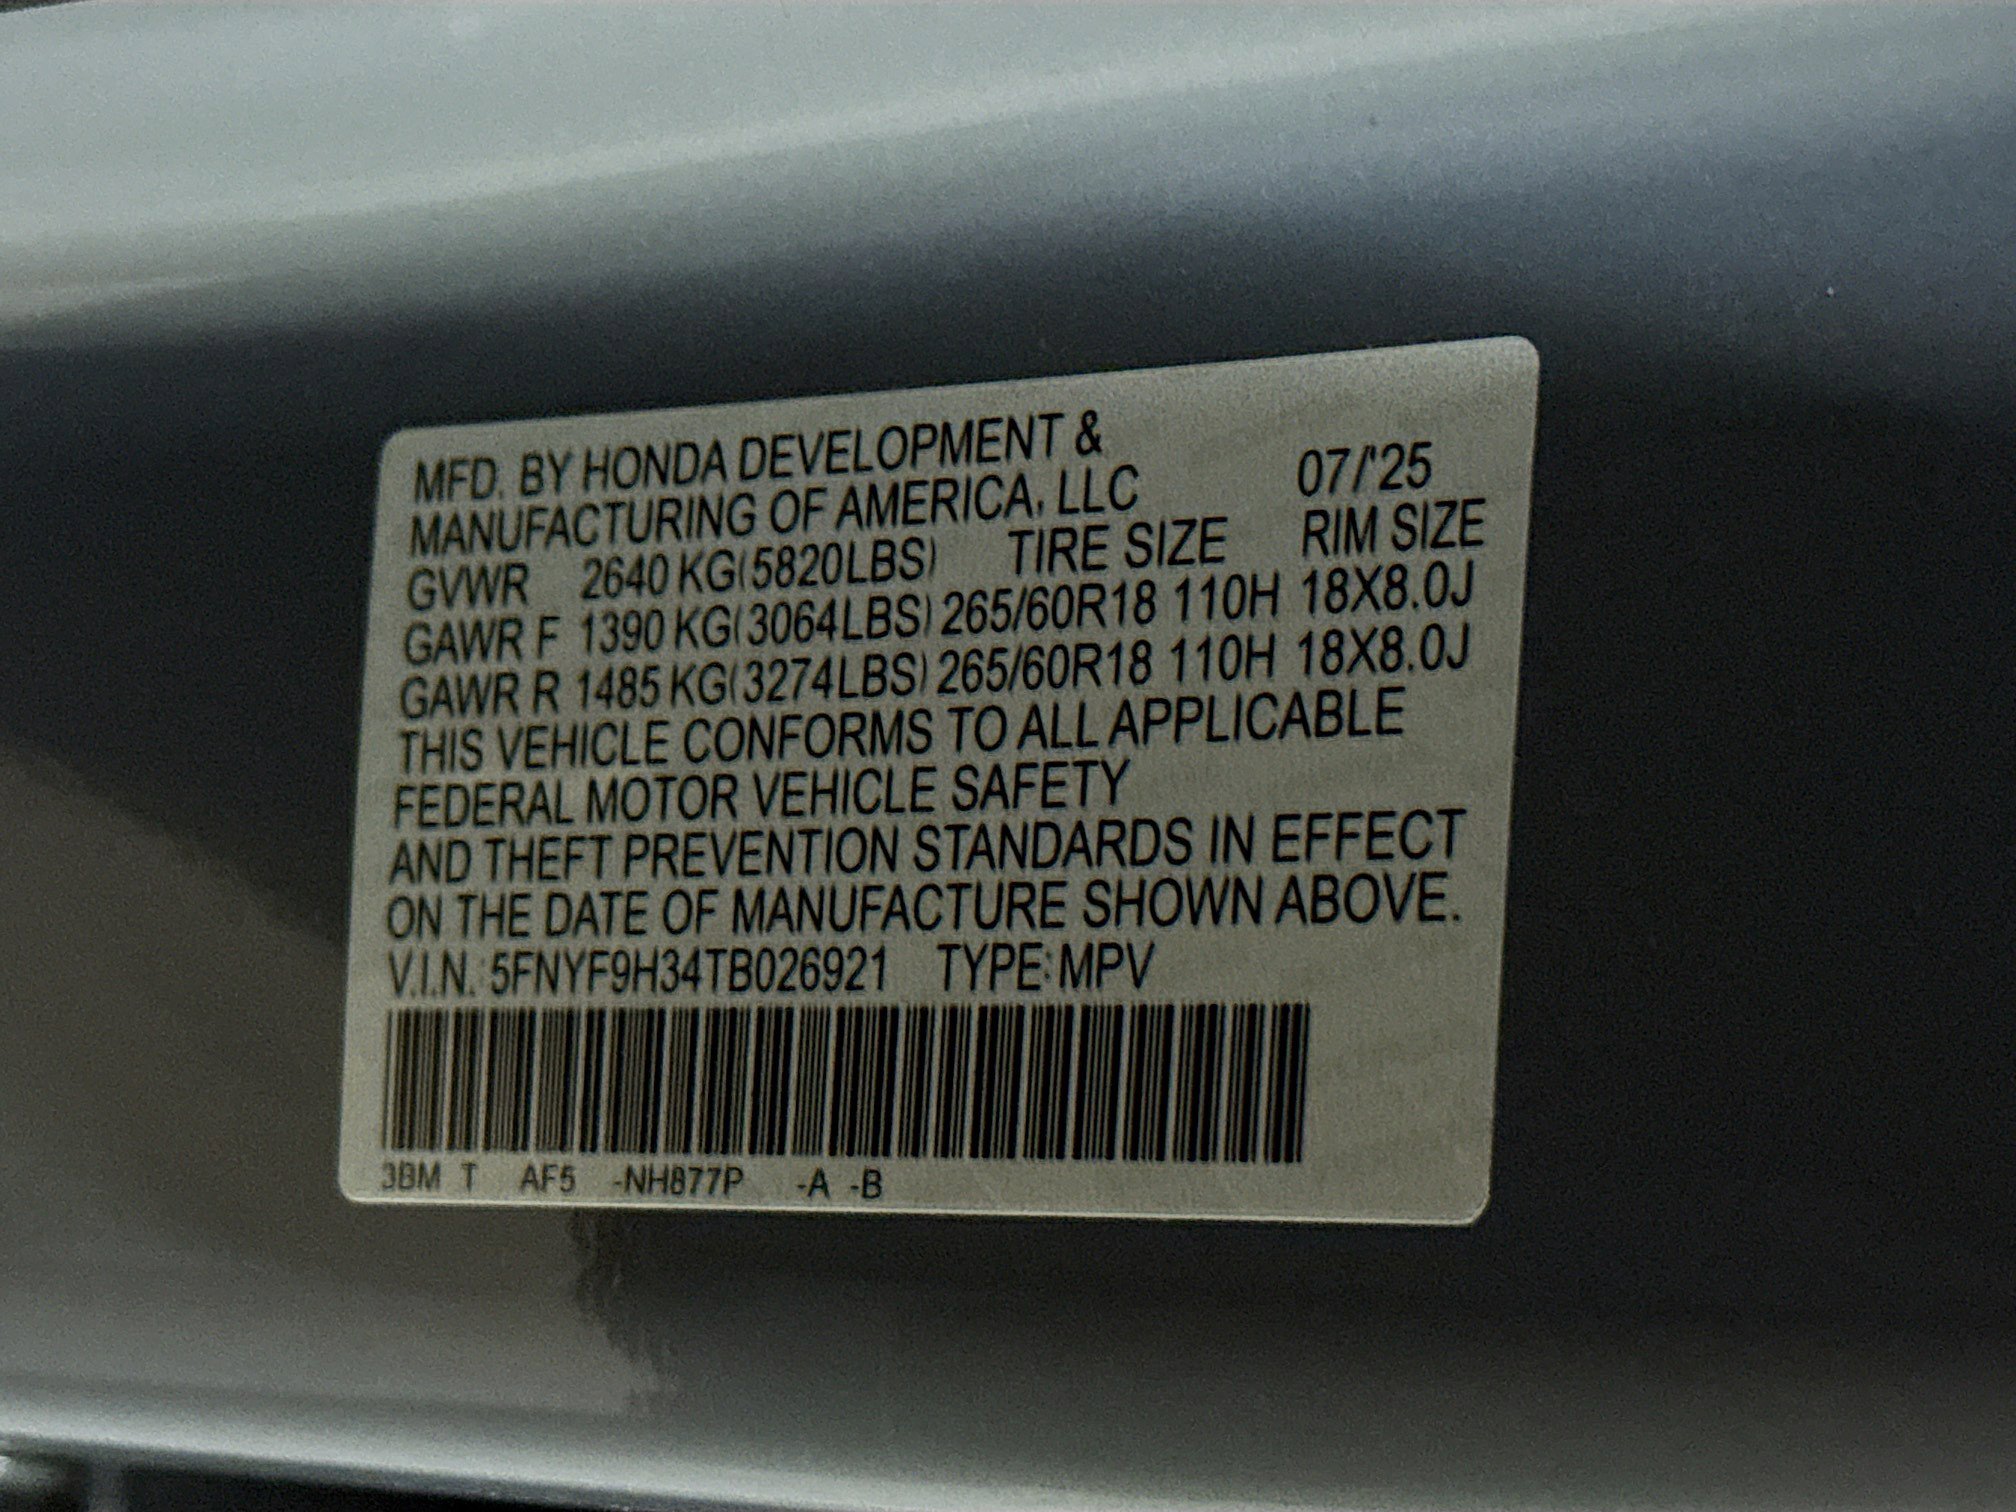 MFD. BY HONDA DEVELOPMENT &
MANUFACTURING OF AMERICA, LLC 07/'25
GVWR 2640 KG(5820LBS) TIRE SIZE RIM SIZE
GAWR F 1390 KG(3064LBS) 265/60R18 110H 18X8.0J
GAWR R 1485 KG(3274LBS) 265/60R18 110H 18X8.0J
THIS VEHICLE CONFORMS TO ALL APPLICABLE
FEDERAL MOTOR VEHICLE SAFETY
AND THEFT PREVENTION STANDARDS IN EFFECT
ON THE DATE OF MANUFACTURE SHOWN ABOVE.
V.I.N. 5FNYF9H34TB026921 TYPE:MPV
3BM T AF5 -NH877P -A -B